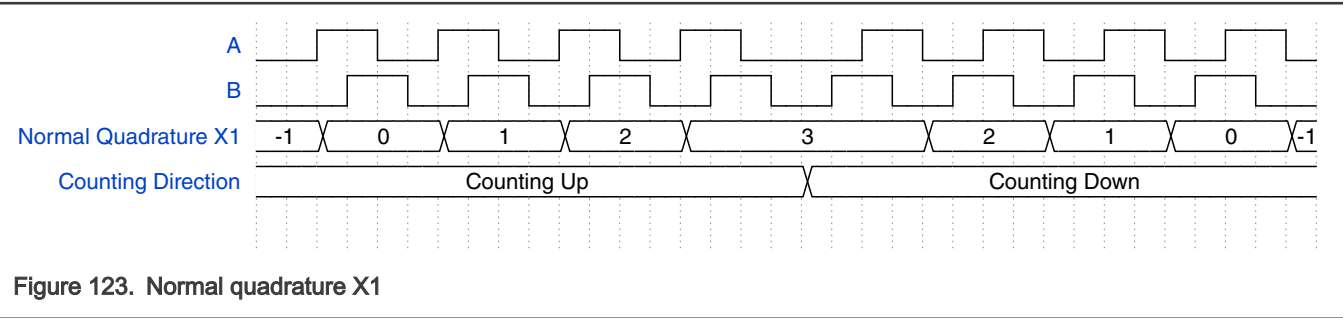 A
B
Normal Quadrature X1 -1 0 1 2 3 2 1 0 -1
Counting Direction Counting Up Counting Down
Figure 123. Normal quadrature X1